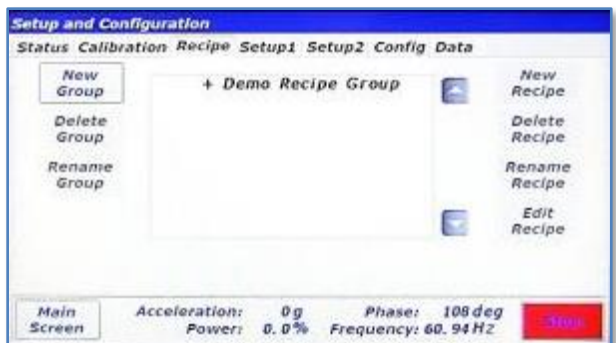 Setup and Configuration
Status Calibration Recipe Setup1 Setup2 Config Data
New Group
+ Demo Recipe Group
New Recipe
Delete Group
Delete Recipe
Rename Group
Rename Recipe
Edit Recipe
Main Screen
Acceleration: 0 g Phase: 108 deg
Power: 0.0% Frequency: 60.94 Hz
Stop